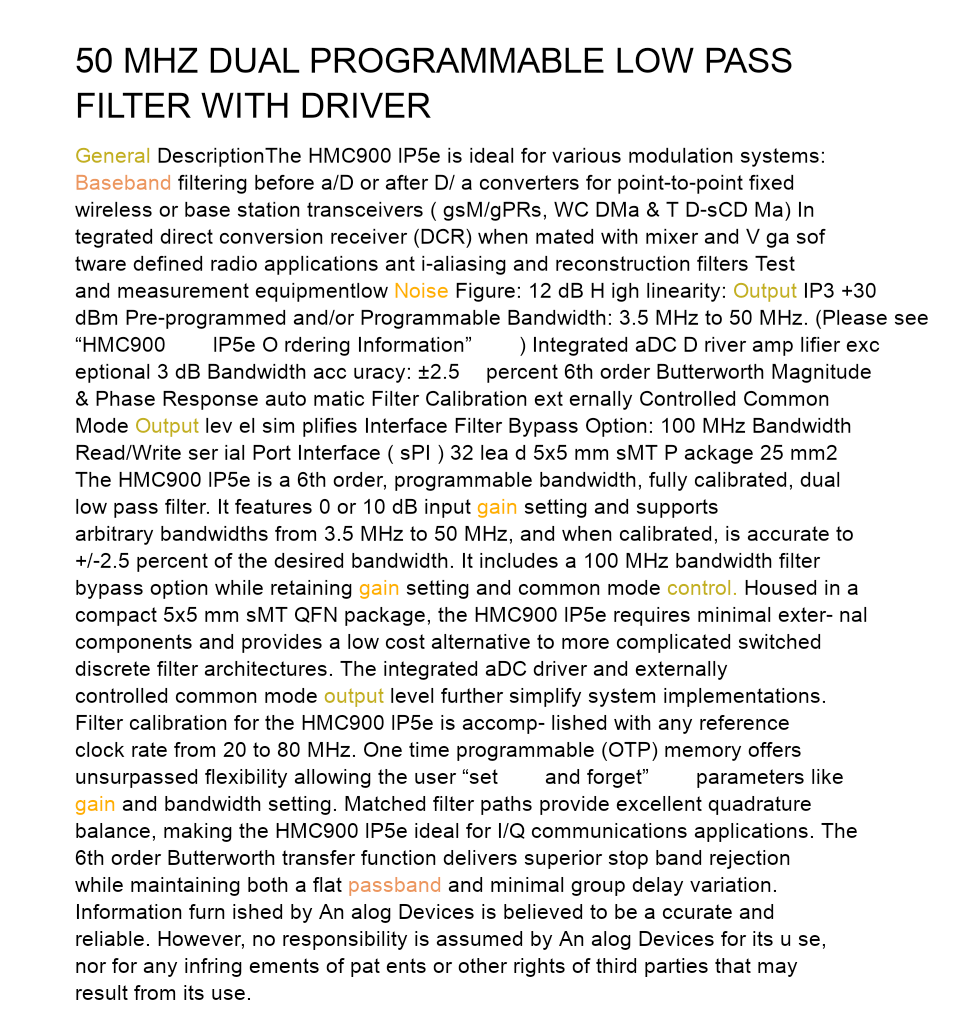 50 MHZ DUAL PROGRAMMABLE LOW PASS
FILTER WITH DRIVER
General DescriptionThe HMC900 lP5e is ideal for various modulation systems:
Baseband filtering before a/D or after D/ a converters for point-to-point fixed
wireless or base station transceivers ( gsM/gPRs, WC DMa & T D-sCD Ma) In
tegrated direct conversion receiver (DCR) when mated with mixer and V ga sof
tware defined radio applications ant i-aliasing and reconstruction filters Test
and measurement equipmentlow Noise Figure: 12 dB H igh linearity: Output IP3 +30
dBm Pre-programmed and/or Programmable Bandwidth: 3.5 MHz to 50 MHz. (Please see
“HMC900 lP5e O rdering Information” ) Integrated aDC D river amp lifier exc
eptional 3 dB Bandwidth acc uracy: ±2.5 percent 6th order Butterworth Magnitude
& Phase Response auto matic Filter Calibration ext ernally Controlled Common
Mode Output lev el sim plifies Interface Filter Bypass Option: 100 MHz Bandwidth
Read/Write ser ial Port Interface ( sPI ) 32 lea d 5x5 mm sMT P ackage 25 mm2
The HMC900 lP5e is a 6th order, programmable bandwidth, fully calibrated, dual
low pass filter. It features 0 or 10 dB input gain setting and supports
arbitrary bandwidths from 3.5 MHz to 50 MHz, and when calibrated, is accurate to
+/-2.5 percent of the desired bandwidth. It includes a 100 MHz bandwidth filter
bypass option while retaining gain setting and common mode control. Housed in a
compact 5x5 mm sMT QFN package, the HMC900 lP5e requires minimal exter- nal
components and provides a low cost alternative to more complicated switched
discrete filter architectures. The integrated aDC driver and externally
controlled common mode output level further simplify system implementations.
Filter calibration for the HMC900 lP5e is accomp- lished with any reference
clock rate from 20 to 80 MHz. One time programmable (OTP) memory offers
unsurpassed flexibility allowing the user “set and forget” parameters like
gain and bandwidth setting. Matched filter paths provide excellent quadrature
balance, making the HMC900 lP5e ideal for I/Q communications applications. The
6th order Butterworth transfer function delivers superior stop band rejection
while maintaining both a flat passband and minimal group delay variation.
Information furn ished by An alog Devices is believed to be a ccurate and
reliable. However, no responsibility is assumed by An alog Devices for its u se,
nor for any infring ements of pat ents or other rights of third parties that may
result from its use.